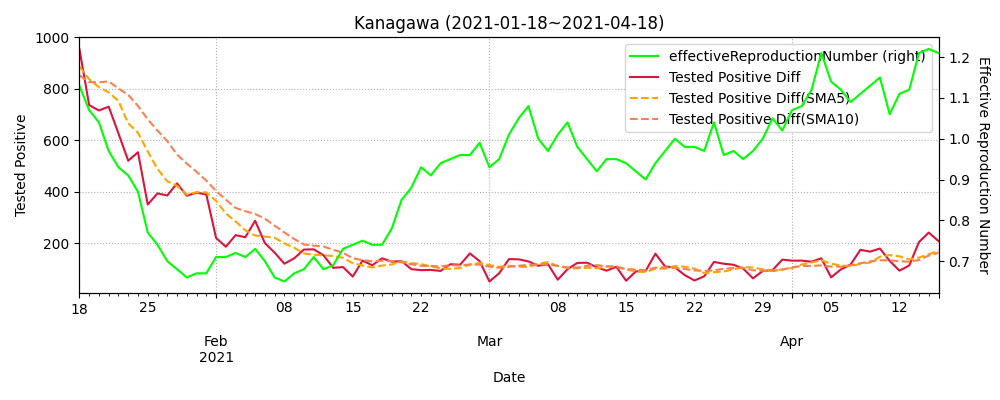 Kanagawa (2021-01-18~2021-04-18)
1000
800
600
400
200
Tested Positive
1.2
1.1
1.0
0.9
0.8
0.7
Effective Reproduction Number
effectiveReproductionNumber (right)
Tested Positive Diff
Tested Positive Diff(SMA5)
Tested Positive Diff(SMA10)
18 25 08 15 22 08 15 22 29 05 12
Feb Mar Apr
2021
Date